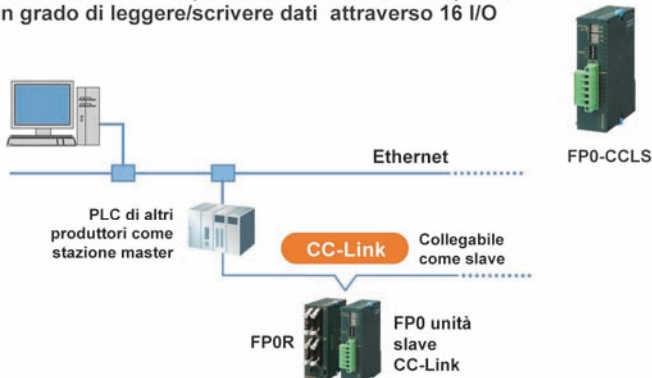 n grado di leggere/scrivere dati attraverso 16 I/O
FP0-CCLS
Ethernet
PLC di altri
produttori come
stazione master
CC-Link
Collegabile
come slave
FP0R
FP0 unità
slave
CC-Link